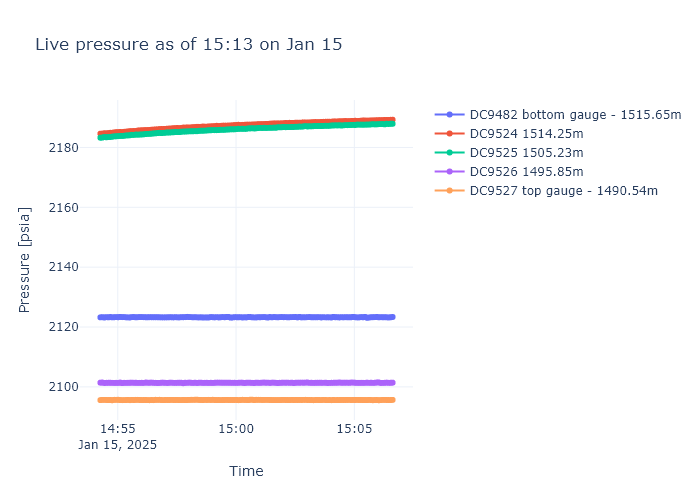 Live pressure as of 15:13 on Jan 15
DC9482 bottom gauge - 1515.65m
DC9524 1514.25m
DC9525 1505.23m
DC9526 1495.85m
DC9527 top gauge - 1490.54m
Pressure [psia]
2180
2160
2140
2120
2100
14:55
15:00
15:05
Jan 15, 2025
Time